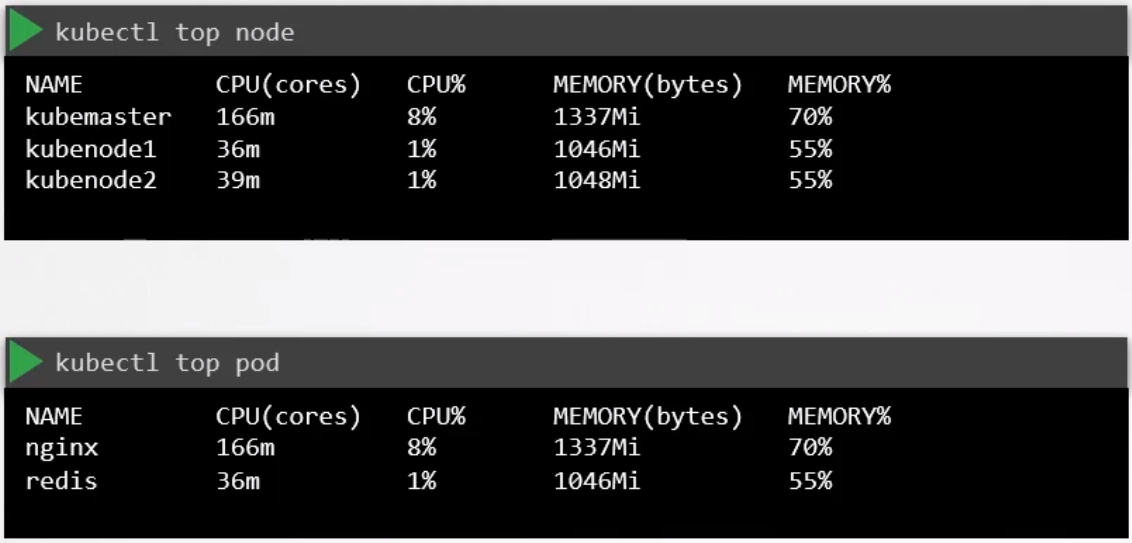 kubectl top node
NAME CPU(cores) CPU% MEMORY(bytes) MEMORY%
kubemaster 166m 8% 1337Mi 70%
kubenode1 36m 1% 1046Mi 55%
kubenode2 39m 1% 1048Mi 55%
kubectl top pod
NAME CPU(cores) CPU% MEMORY(bytes) MEMORY%
nginx 166m 8% 1337Mi 70%
redis 36m 1% 1046Mi 55%